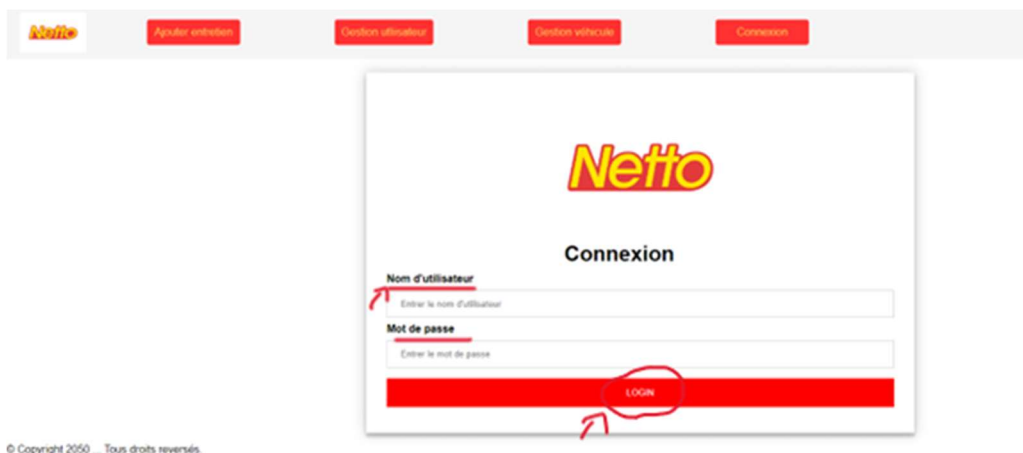 Netto Ajouter entretien Gestion utilisateur Gestion véhicule Connexion
Netto
Connexion
Nom d'utilisateur
Entrer le nom d'utilisateur
Mot de passe
Entrer le mot de passe
LOGIN
© Copyright 2050 ... Tous droits reversés.